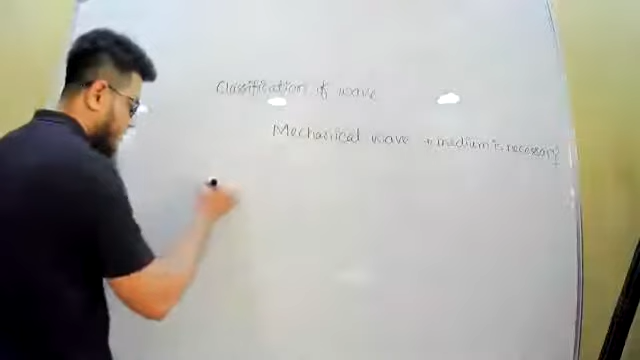 Classification of wave
Mechanical wave → medium is necessary